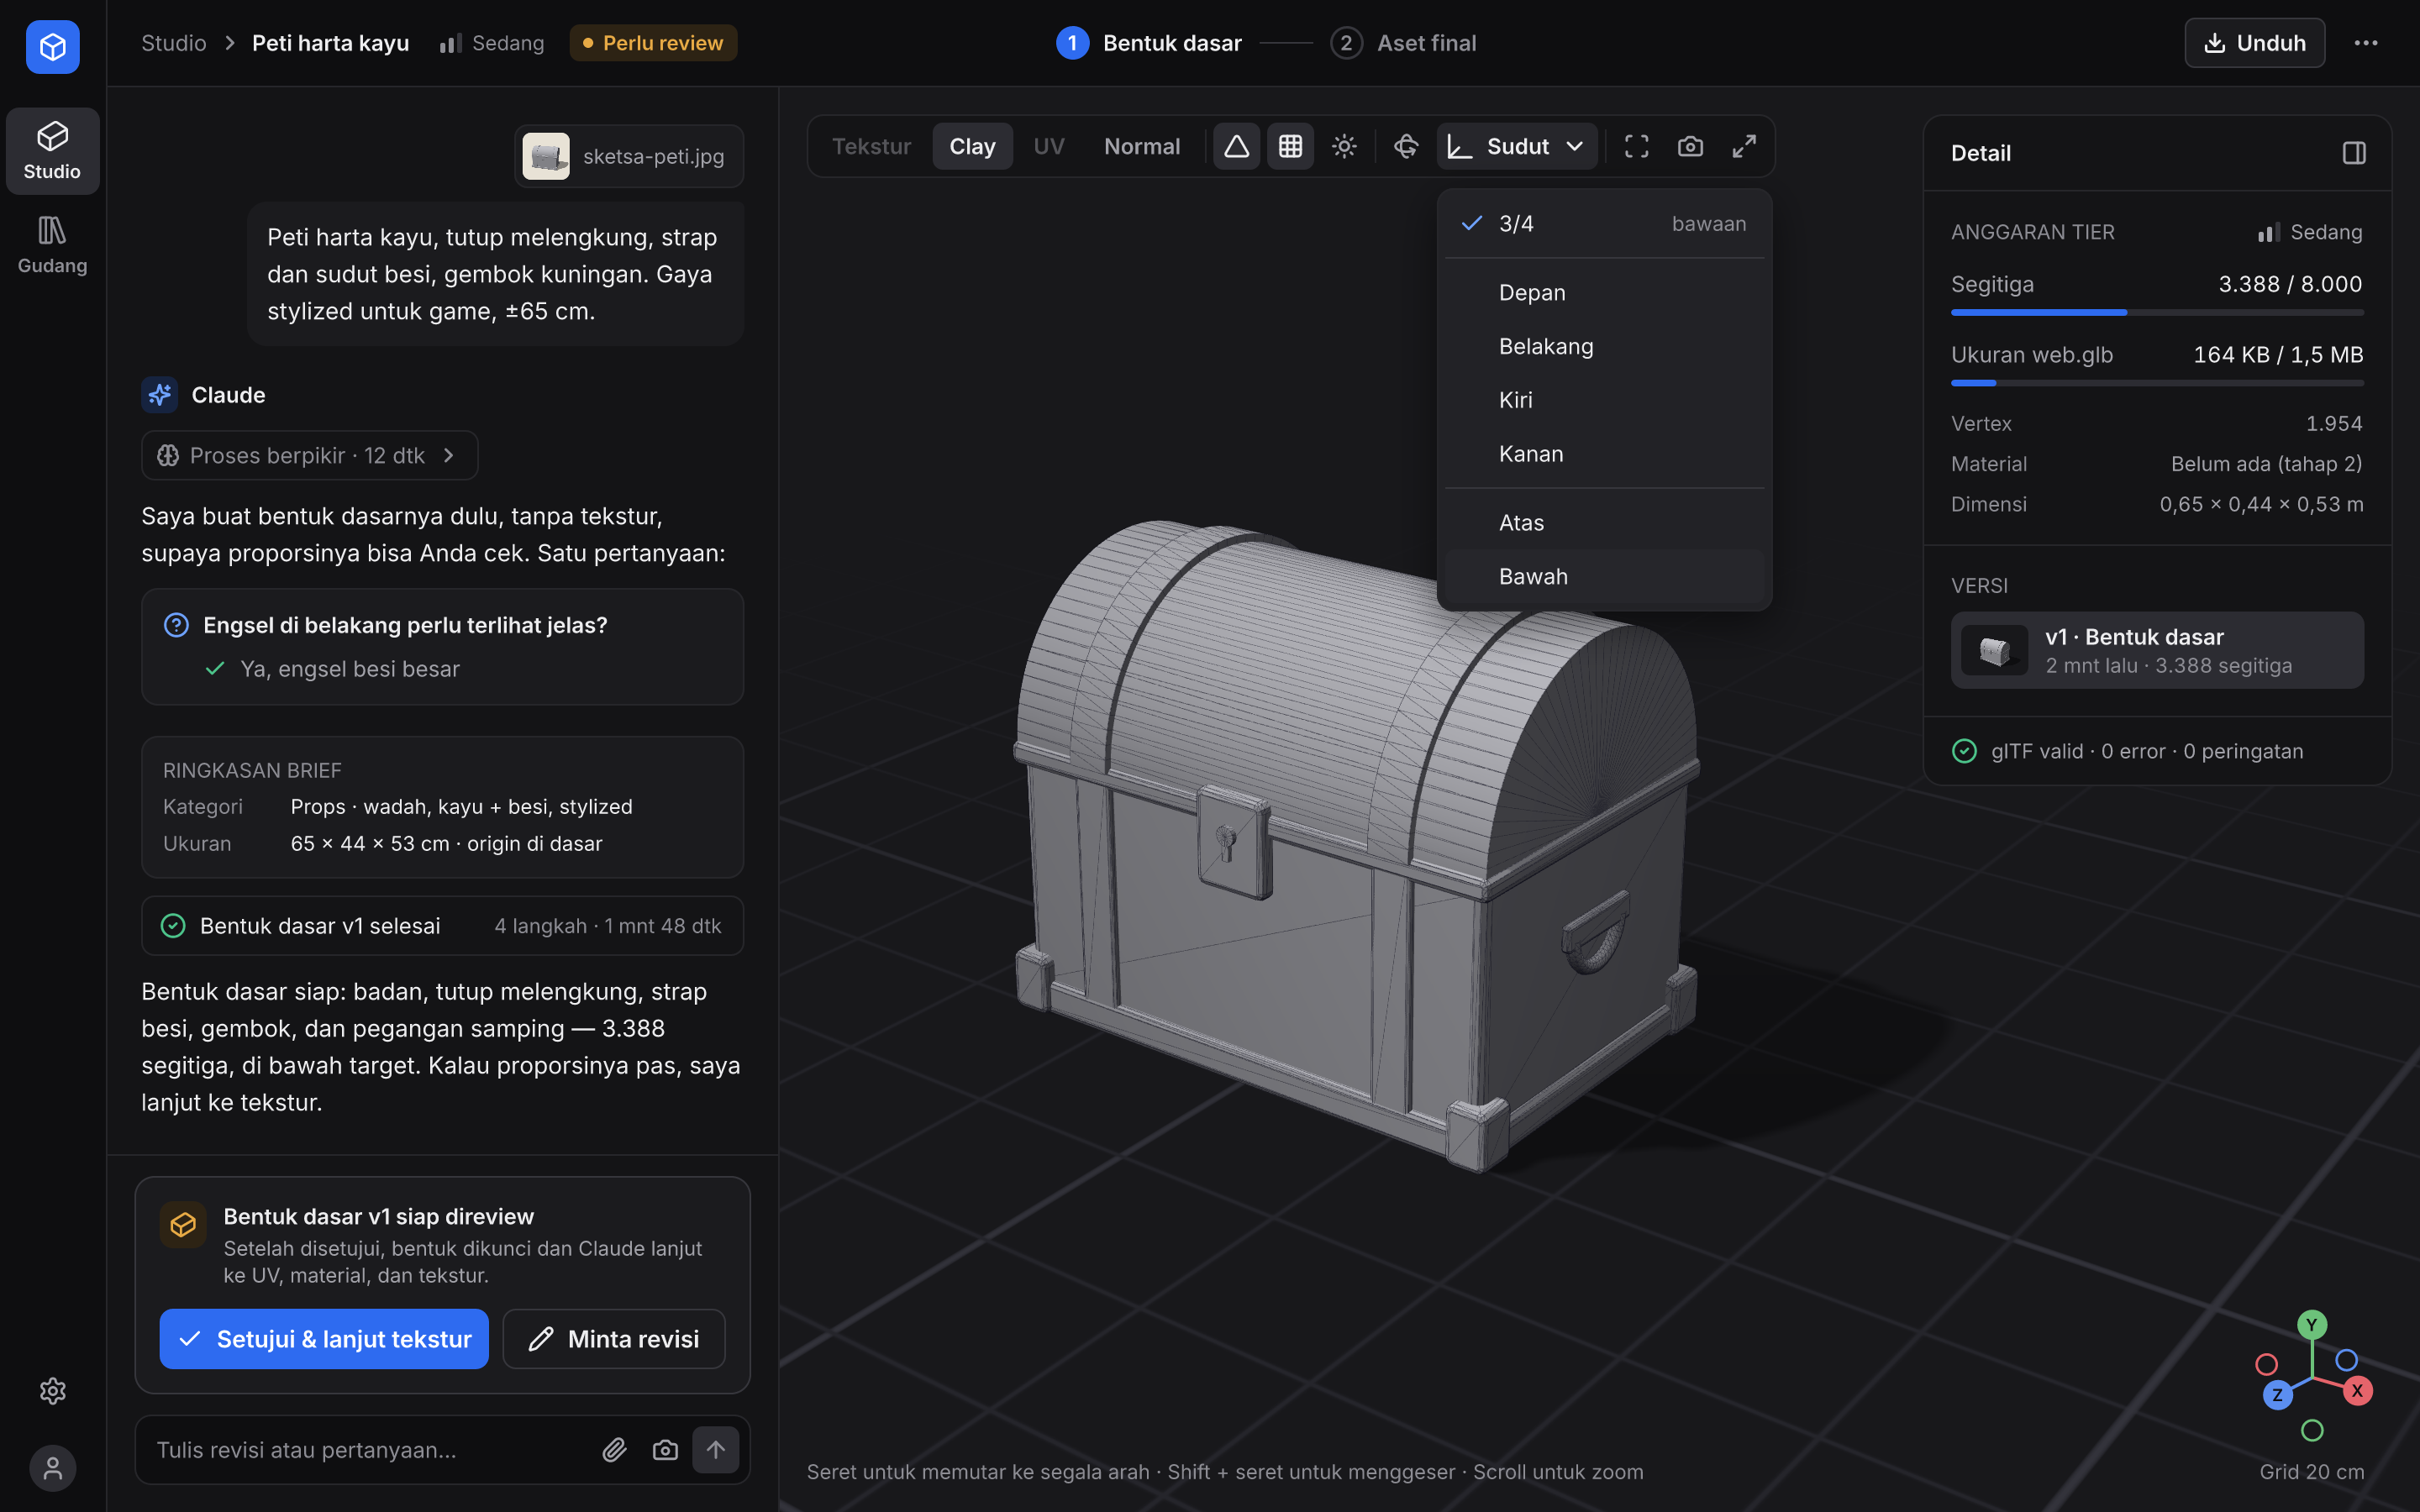 Studio
Gudang
Studio > Peti harta kayu
Sedang
Perlu review
1 Bentuk dasar
2 Aset final
Unduh
sketsa-peti.jpg
Peti harta kayu, tutup melengkung, strap
dan sudut besi, gembok kuningan. Gaya
stylized untuk game, ±65 cm.
Claude
Proses berpikir · 12 dtk
Saya buat bentuk dasarnya dulu, tanpa tekstur,
supaya proporsinya bisa Anda cek. Satu pertanyaan:
Engsel di belakang perlu terlihat jelas?
Ya, engsel besi besar
RINGKASAN BRIEF
Kategori Props · wadah, kayu + besi, stylized
Ukuran 65 × 44 × 53 cm · origin di dasar
Bentuk dasar v1 selesai 4 langkah · 1 mnt 48 dtk
Bentuk dasar siap: badan, tutup melengkung, strap
besi, gembok, dan pegangan samping — 3.388
segitiga, di bawah target. Kalau proporsinya pas, saya
lanjut ke tekstur.
Bentuk dasar v1 siap direview
Setelah disetujui, bentuk dikunci dan Claude lanjut
ke UV, material, dan tekstur.
Setujui & lanjut tekstur
Minta revisi
Tulis revisi atau pertanyaan...
Tekstur Clay UV Normal
Sudut
3/4 bawaan
Depan
Belakang
Kiri
Kanan
Atas
Bawah
Detail
ANGGARAN TIER Sedang
Segitiga 3.388 / 8.000
Ukuran web.glb 164 KB / 1,5 MB
Vertex 1.954
Material Belum ada (tahap 2)
Dimensi 0,65 × 0,44 × 0,53 m
VERSI
v1 · Bentuk dasar
2 mnt lalu · 3.388 segitiga
glTF valid · 0 error · 0 peringatan
Y
Z
X
Seret untuk memutar ke segala arah · Shift + seret untuk menggeser · Scroll untuk zoom
Grid 20 cm